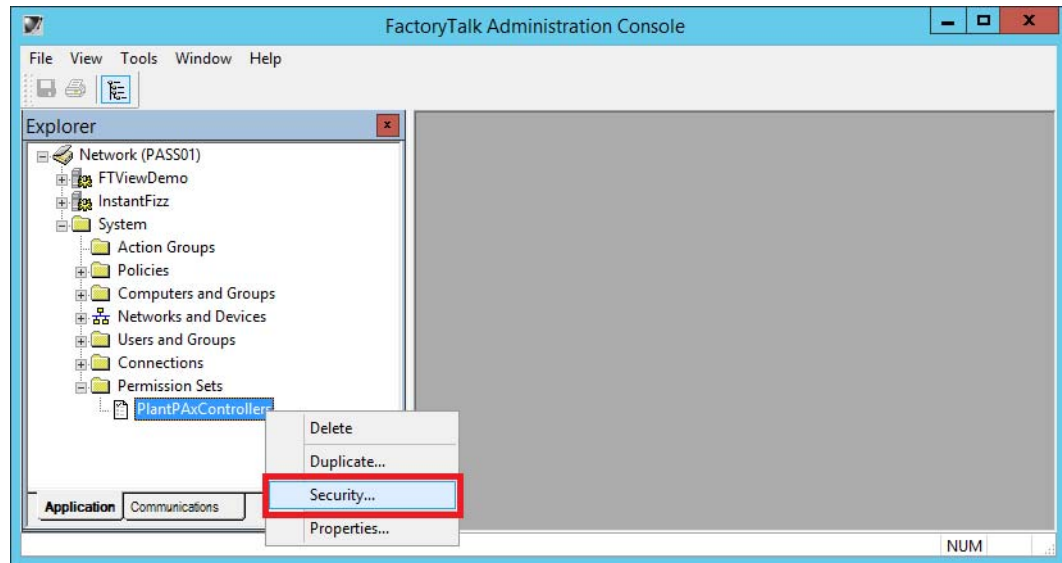 FactoryTalk Administration Console
File View Tools Window Help
Explorer
Network (PASS01)
FTViewDemo
InstantFizz
System
Action Groups
Policies
Computers and Groups
Networks and Devices
Users and Groups
Connections
Permission Sets
PlantPAxControllers
Delete
Duplicate...
Security...
Properties...
Application Communications
NUM